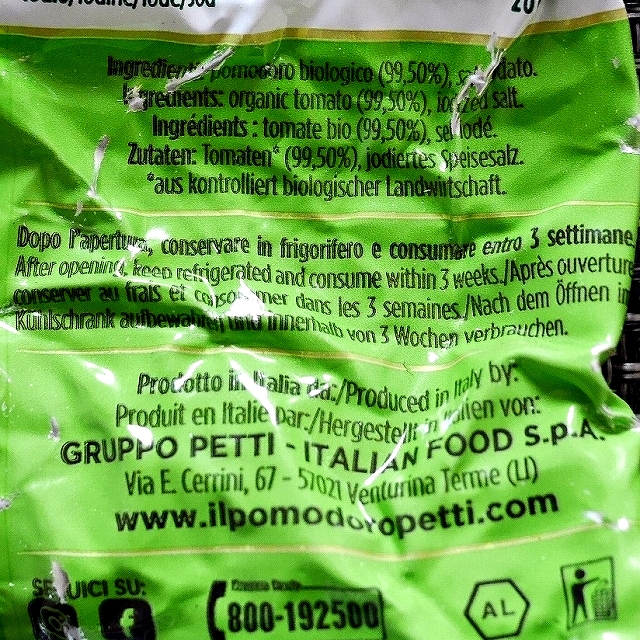 Ingredienti: pomodoro biologico (99,50%), sale iodato.
Ingredients: organic tomato (99,50%), iodized salt.
Ingrédients : tomate bio (99,50%), sel iodé.
Zutaten: Tomaten* (99,50%), jodiertes Speisesalz.
*aus kontrolliert biologischer Landwirtschaft.
Dopo l'apertura, conservare in frigorifero e consumare entro 3 settimane
After opening, keep refrigerated and consume within 3 weeks./Après ouverture
conserver au frais et consommer dans les 3 semaines./Nach dem Öffnen im
Kühlschrank aufbewahren und innerhalb von 3 Wochen verbrauchen.
Prodotto in Italia da:/Produced in Italy by:
Produit en Italie par:/Hergestellt in Italien von:
GRUPPO PETTI - ITALIAN FOOD S.p.A.
Via E. Cerrini, 67 - 57021 Venturina Terme (LI)
www.ilpomodoropetti.com
SEGUICI SU:
800-192500
AL